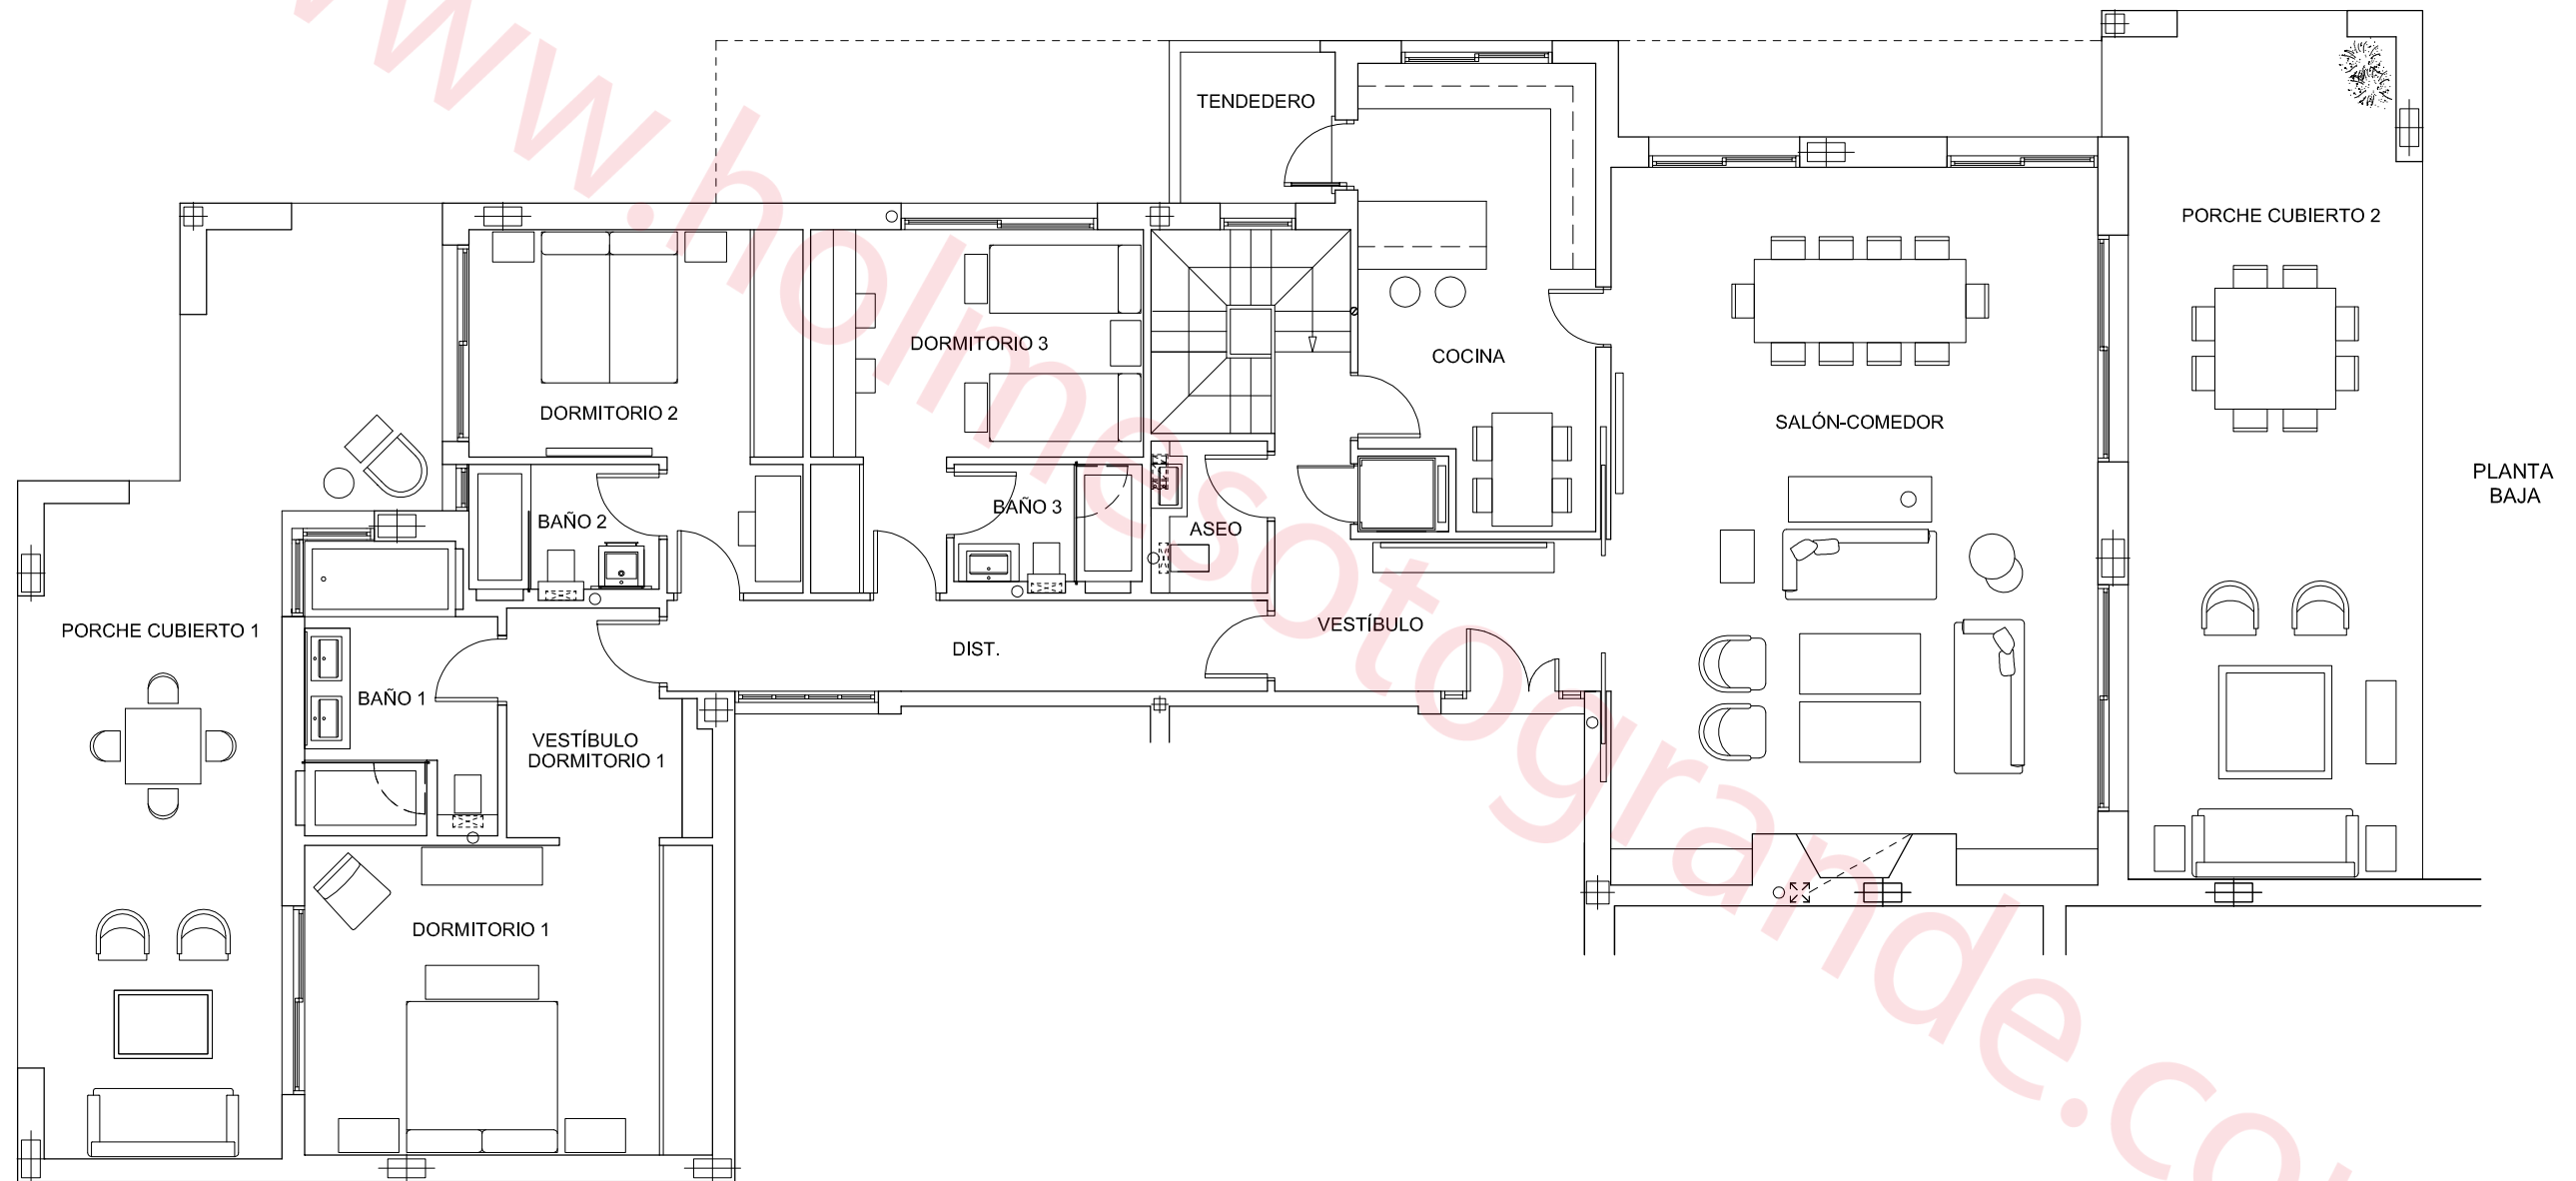 www.holmesotogrande.co
TENDEDERO
PORCHE CUBIERTO 2
DORMITORIO 3
COCINA
DORMITORIO 2
SALÓN-COMEDOR
PLANTA
BAJA
BAÑO 2
BAÑO 3
ASEO
PORCHE CUBIERTO 1
VESTÍBULO
DIST.
BAÑO 1
VESTÍBULO
DORMITORIO 1
DORMITORIO 1